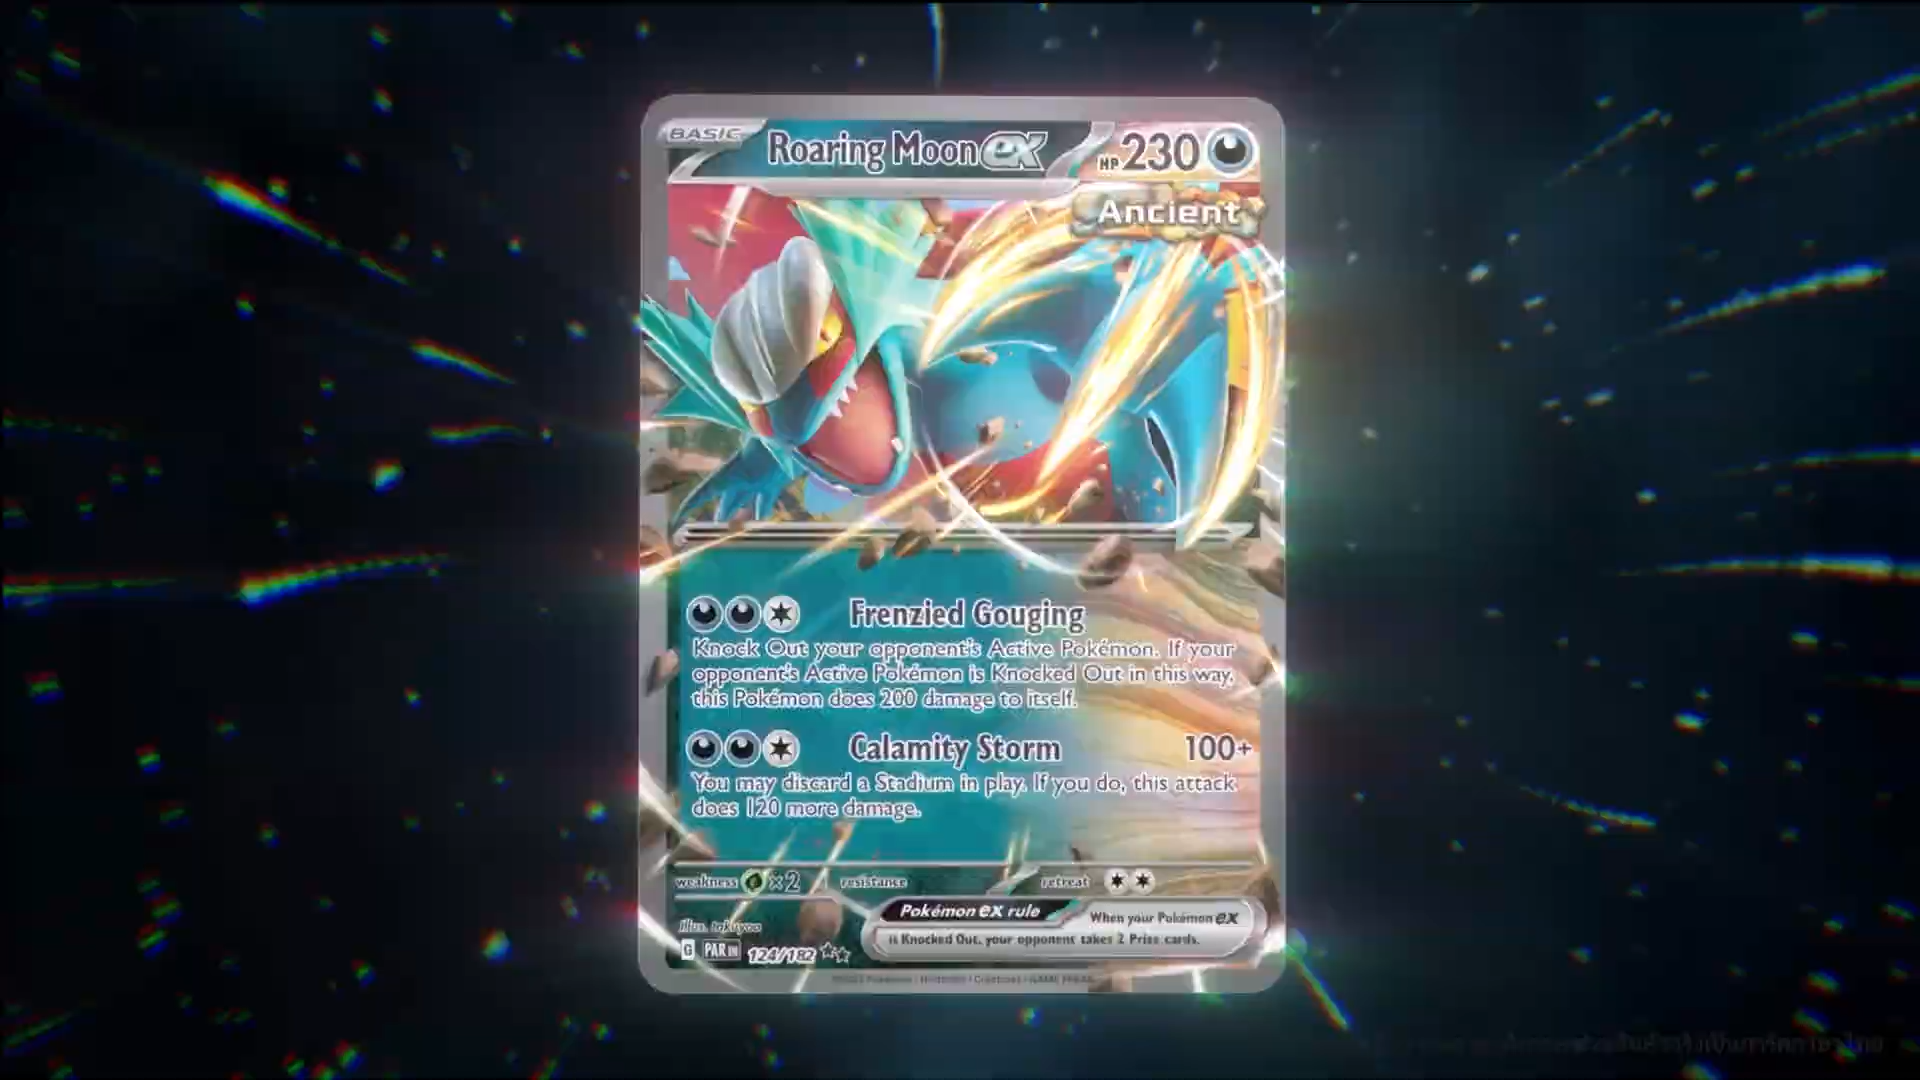 BASIC
Roaring Moon ex
HP 230
Ancient
Frenzied Gouging
Knock Out your opponent's Active Pokémon. If your
opponent's Active Pokémon is Knocked Out in this way,
this Pokémon does 200 damage to itself.
Calamity Storm 100+
You may discard a Stadium in play. If you do, this attack
does 120 more damage.
weakness ×2 resistance retreat
Pokémon ex rule
When your Pokémon ex
is Knocked Out, your opponent takes 2 Prize cards.
Illus. takuyoa
G PAR EN 124/182